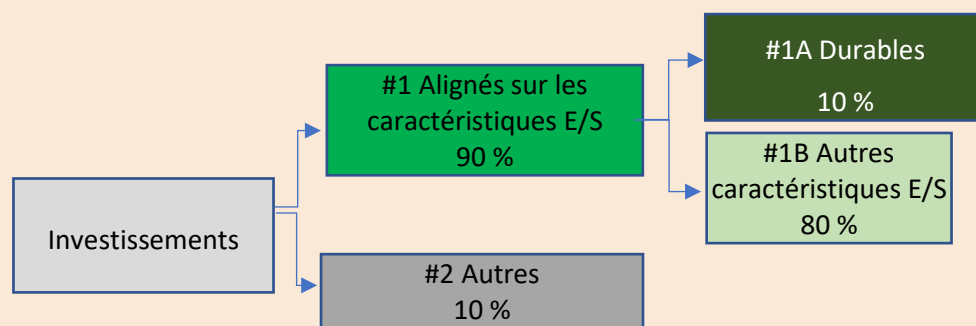 #1A Durables
10 %
#1 Alignés sur les
caractéristiques E/S
90 %
#1B Autres
caractéristiques E/S
80 %
Investissements
#2 Autres
10 %